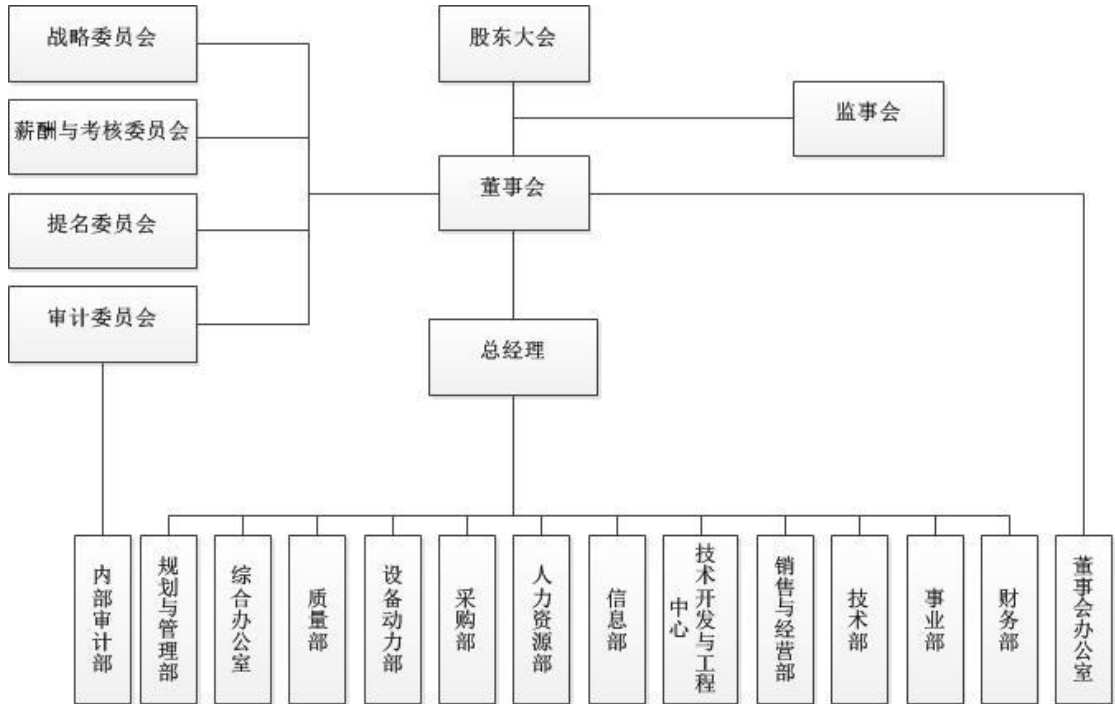 战略委员会
股东大会
监事会
薪酬与考核委员会
董事会
提名委员会
审计委员会
总经理
内部审计部
规划与管理部
综合办公室
质量部
设备动力部
采购部
人力资源部
信息部
技术开发与工程
中心
销售与经营部
技术部
事业部
财务部
董事会办公室